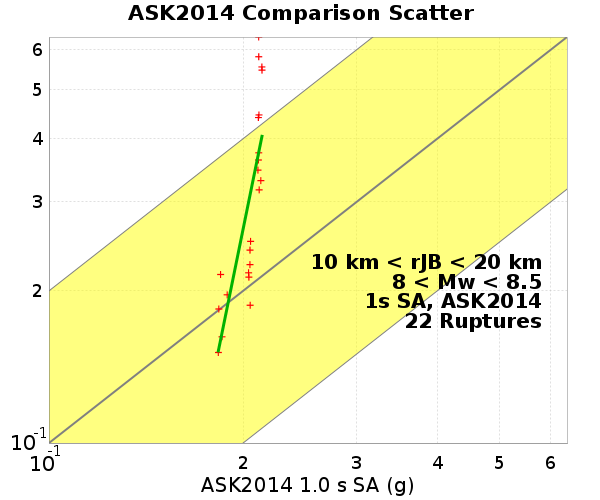 ASK2014 Comparison Scatter
6
5
4
3
2
10-1
10 km < rJB < 20 km
8 < Mw < 8.5
1s SA, ASK2014
22 Ruptures
10-1
2
3
4
5
6
ASK2014 1.0 s SA (g)